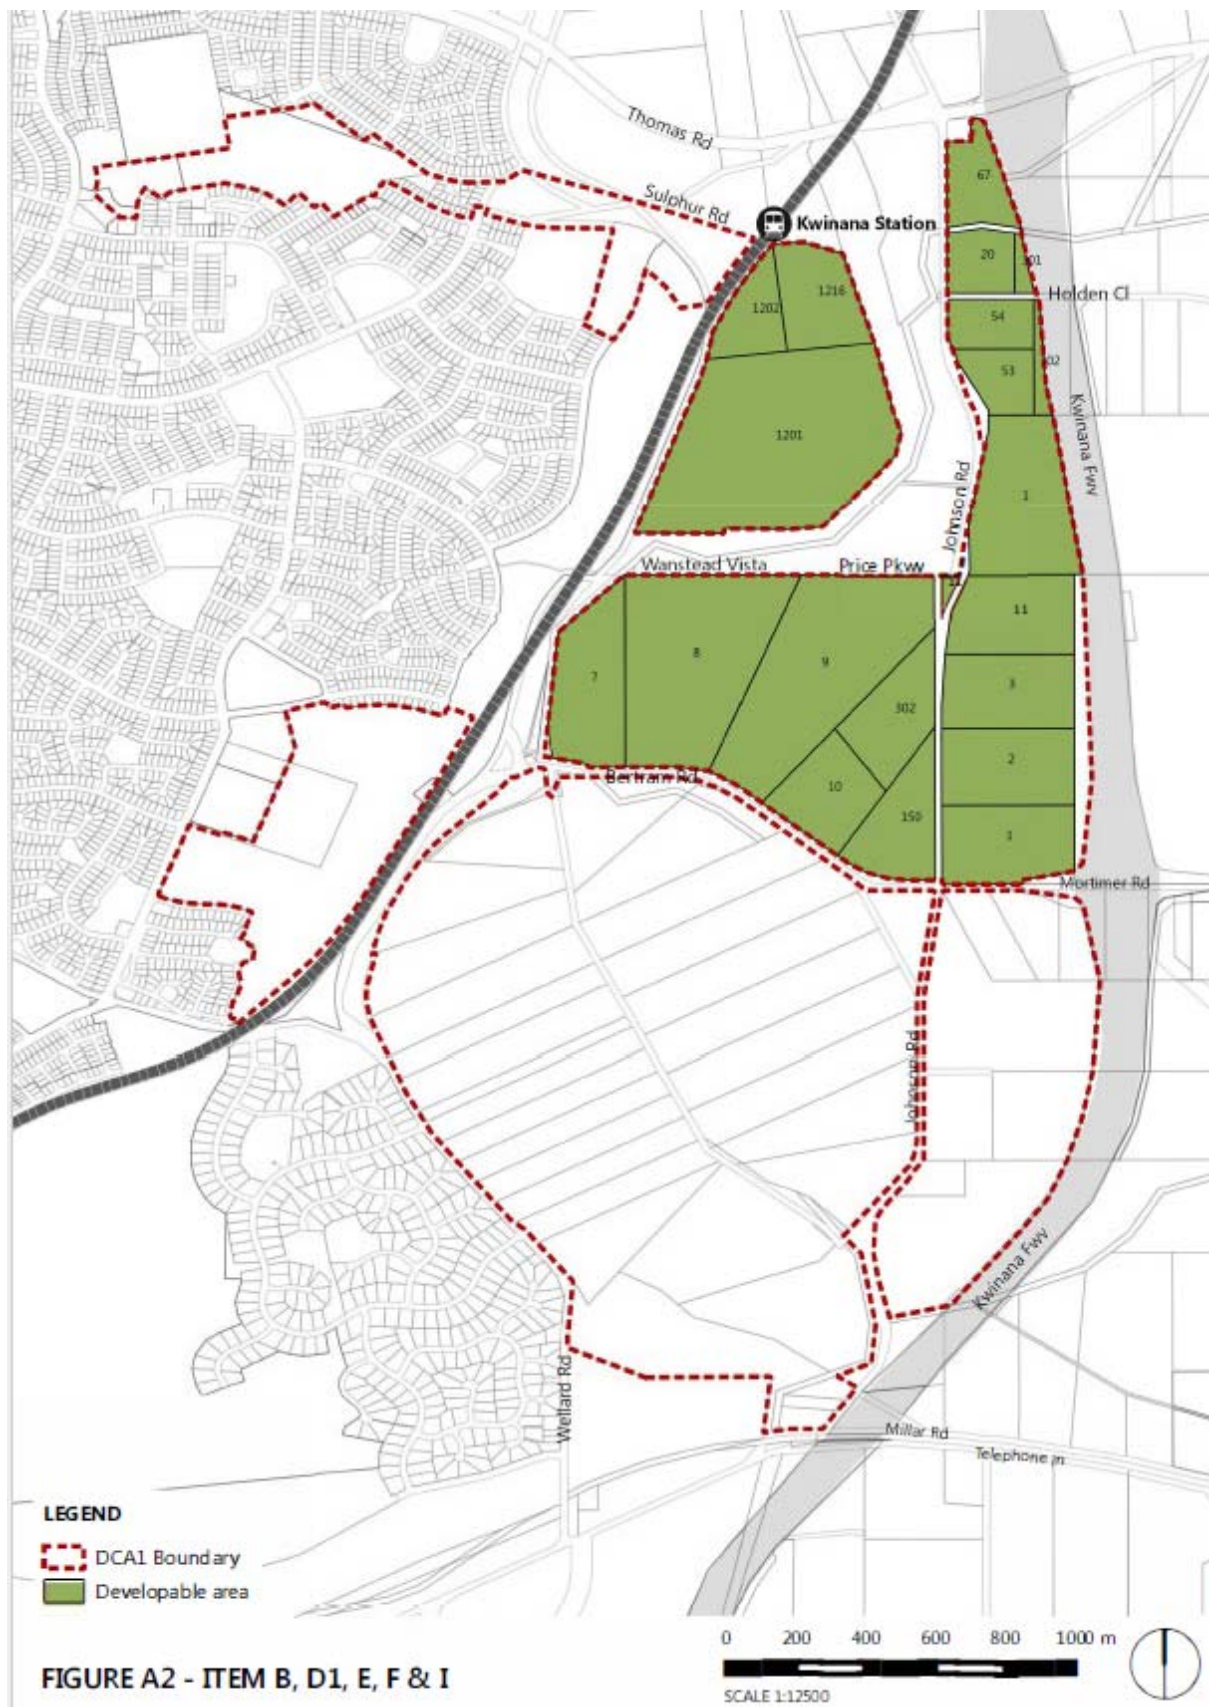 Thomas Rd
67
Sulphur Rd
Kwinana Station
20
Holden Cl
1202
1216
54
53
1201
Kwinana Fwy
1
Johnson Rd
Wanstead Vista
Price Pkwy
11
11
8
9
7
3
302
2
Bertram Rd
10
150
1
Mortimer Rd
Johnson Rd
Kwinana Fwy
Wellard Rd
Millar Rd
Telephone ln
LEGEND
DCA1 Boundary
Developable area
0 200 400 600 800 1000 m
SCALE 1:12500
FIGURE A2 - ITEM B, D1, E, F & I